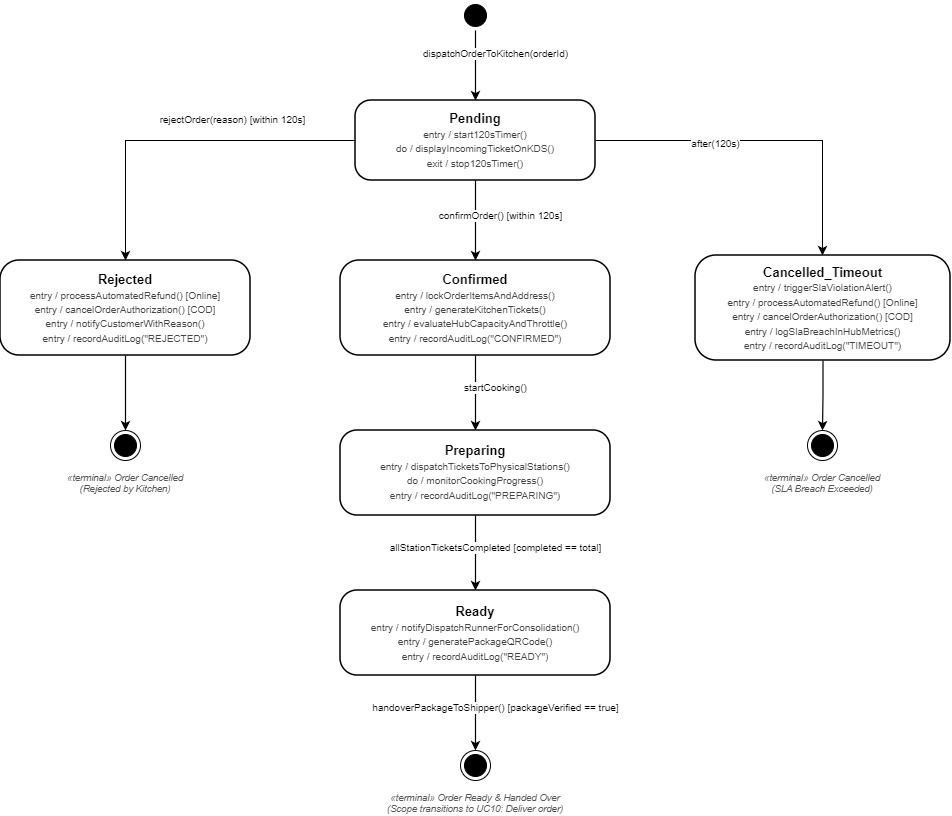 dispatchOrderToKitchen(orderId)
Pending
entry / start120sTimer()
do / displayIncomingTicketOnKDS()
exit / stop120sTimer()
rejectOrder(reason) [within 120s]
after(120s)
confirmOrder() [within 120s]
Rejected
entry / processAutomatedRefund() [Online]
entry / cancelOrderAuthorization() [COD]
entry / notifyCustomerWithReason()
entry / recordAuditLog("REJECTED")
Confirmed
entry / lockOrderItemsAndAddress()
entry / generateKitchenTickets()
entry / evaluateHubCapacityAndThrottle()
entry / recordAuditLog("CONFIRMED")
Cancelled_Timeout
entry / triggerSlaViolationAlert()
entry / processAutomatedRefund() [Online]
entry / cancelOrderAuthorization() [COD]
entry / logSlaBreachInHubMetrics()
entry / recordAuditLog("TIMEOUT")
startCooking()
«terminal» Order Cancelled
(Rejected by Kitchen)
Preparing
entry / dispatchTicketsToPhysicalStations()
do / monitorCookingProgress()
entry / recordAuditLog("PREPARING")
«terminal» Order Cancelled
(SLA Breach Exceeded)
allStationTicketsCompleted [completed == total]
Ready
entry / notifyDispatchRunnerForConsolidation()
entry / generatePackageQRCode()
entry / recordAuditLog("READY")
handoverPackageToShipper() [packageVerified == true]
«terminal» Order Ready & Handed Over
(Scope transitions to UC10: Deliver order)